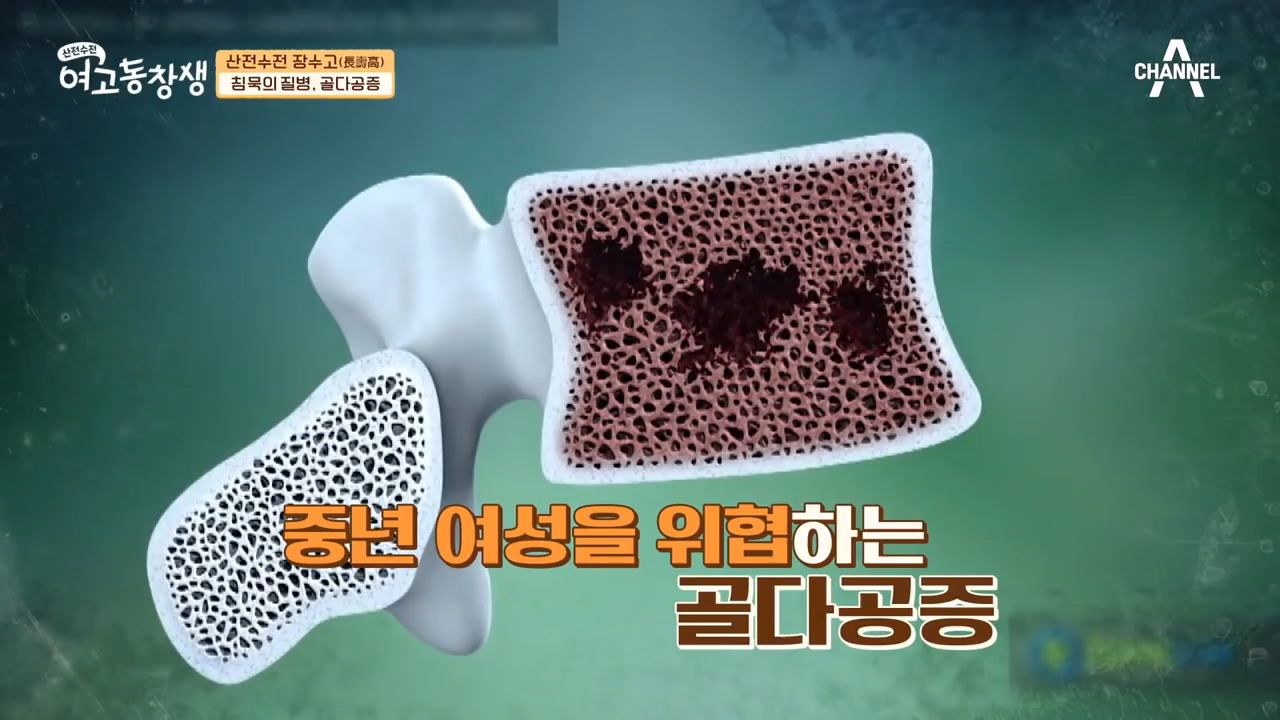 산전수전
여고동창생
산전수전 장수고(長壽高)
침묵의 질병, 골다공증
CHANNEL A
중년 여성을 위협하는
골다공증